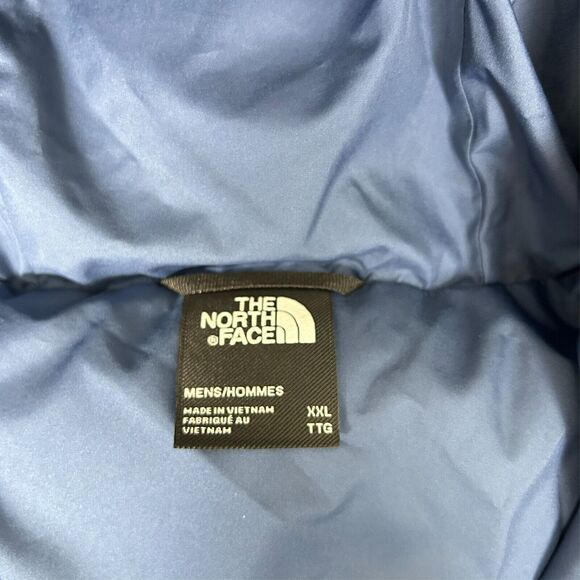 THE
NORTH
® FACE
MENS/HOMMES
MADE IN VIETNAM XXL
FABRIQUÉ AU
VIETNAM TTG